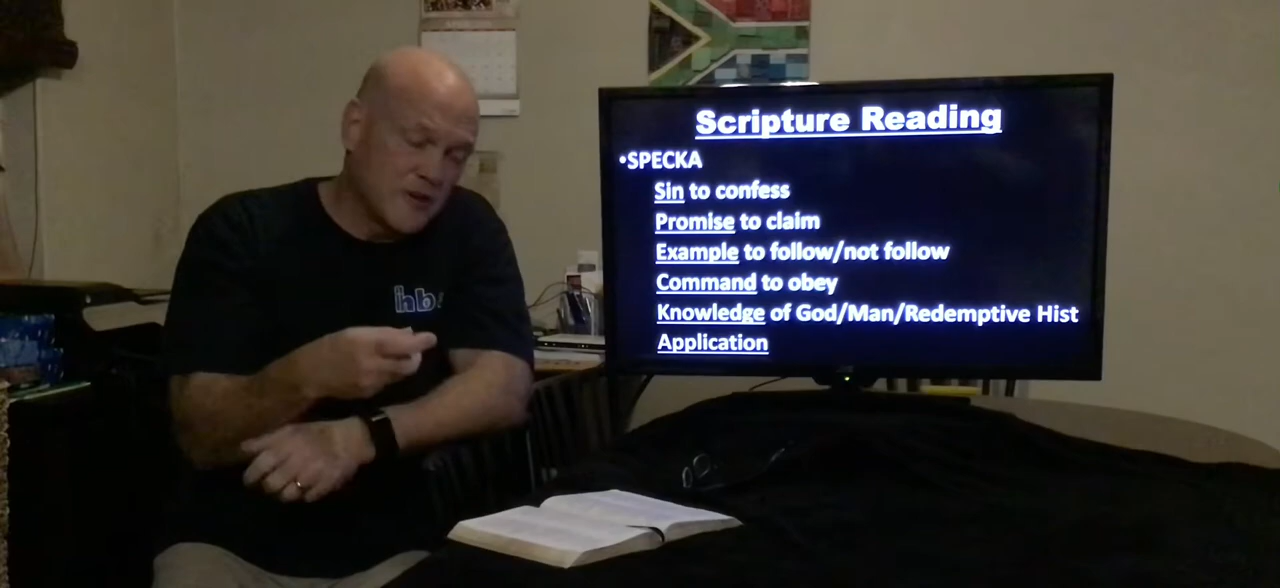 Scripture Reading
•SPECKA
Sin to confess
Promise to claim
Example to follow/not follow
Command to obey
Knowledge of God/Man/Redemptive Hist
Application